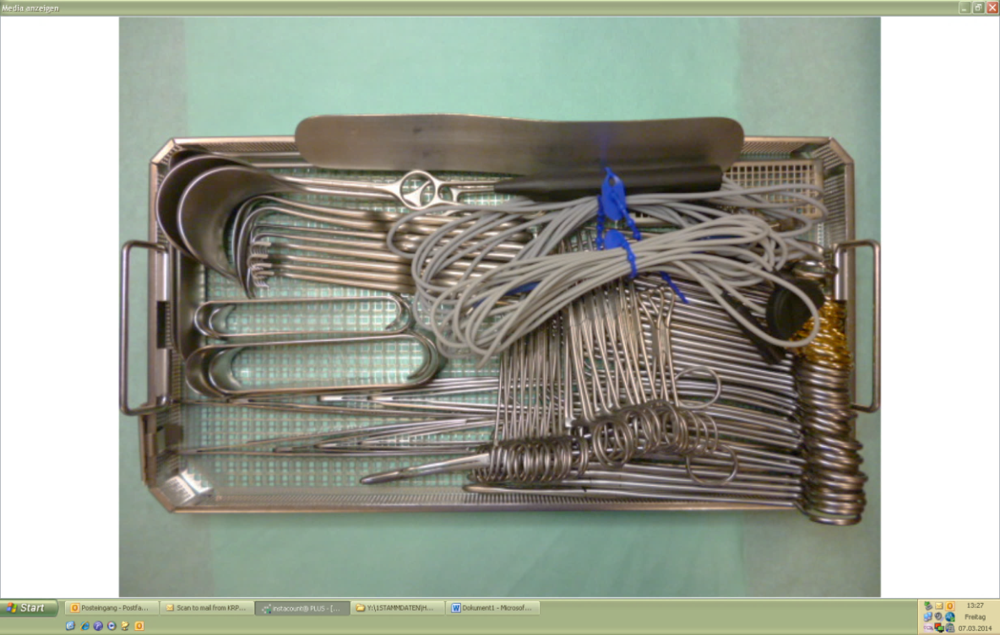 Media anzeigen
Start
Posteingang - Postfa...
Scan to mail from KRP...
instacount® PLUS - [...
Y:\1STAMMDATEN\H...
Dokument1 - Microsof...
13:27
Freitag
07.03.2014